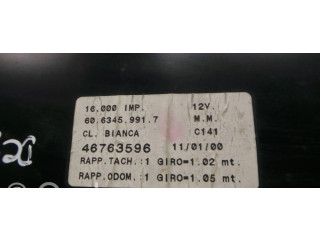 16.000 IMP. 12V.
60.6345.991.7 M.M.
CL. BIANCA C141
46763596 11/01/00
RAPP.TACH.:1 GIRO=1.02 mt.
RAPP.ODOM.:1 GIRO=1.05 mt.